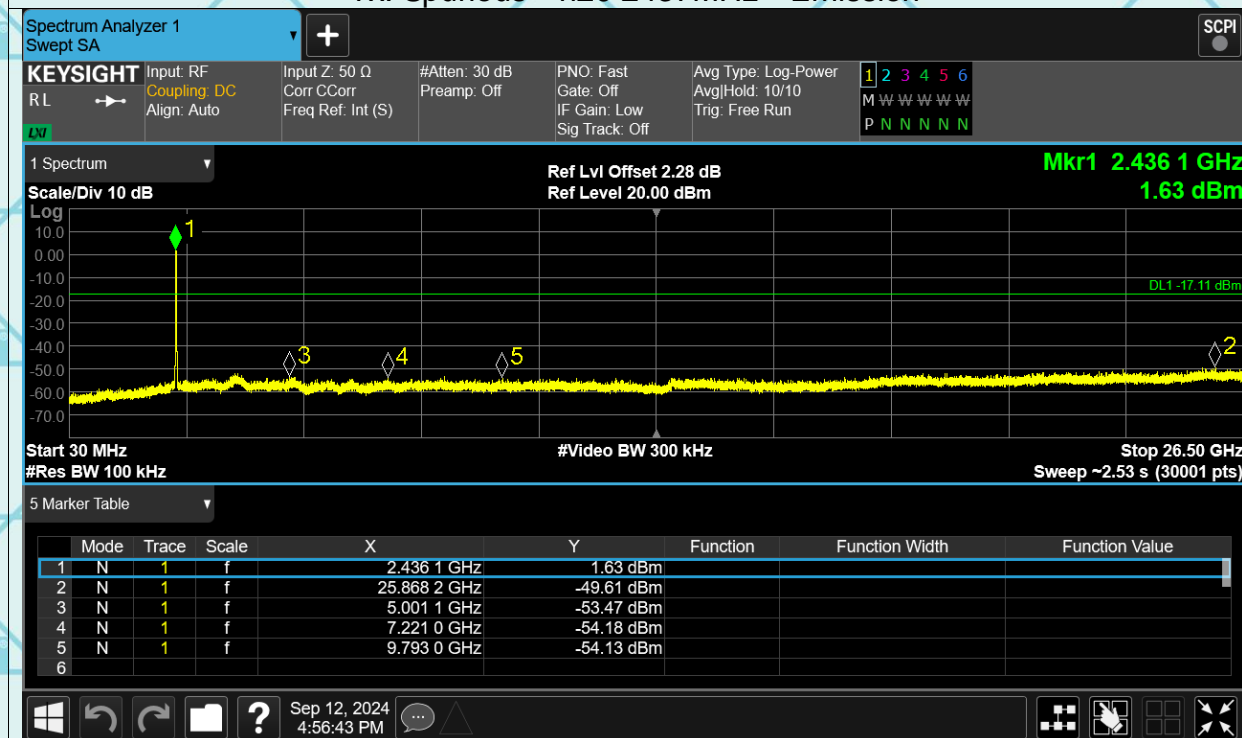 Spectrum Analyzer 1
Swept SA
+
SCPI
KEYSIGHT
RL
LXI
Input: RF
Coupling: DC
Align: Auto
Input Z: 50 Ω
Corr CCorr
Freq Ref: Int (S)
#Atten: 30 dB
Preamp: Off
PNO: Fast
Gate: Off
IF Gain: Low
Sig Track: Off
Avg Type: Log-Power
Avg|Hold: 10/10
Trig: Free Run
1 2 3 4 5 6
M W W W W W
P N N N N N
1 Spectrum
Scale/Div 10 dB
Ref Lvl Offset 2.28 dB
Ref Level 20.00 dBm
Mkr1 2.436 1 GHz
1.63 dBm
Log
10.0
0.00
-10.0
-20.0
-30.0
-40.0
-50.0
-60.0
-70.0
1
DL1 -17.11 dBm
3
4
5
2
Start 30 MHz
#Video BW 300 kHz
Stop 26.50 GHz
#Res BW 100 kHz
Sweep ~2.53 s (30001 pts)
5 Marker Table
Mode Trace Scale X Y Function Function Width Function Value
1 N 1 f 2.436 1 GHz 1.63 dBm
2 N 1 f 25.868 2 GHz -49.61 dBm
3 N 1 f 5.001 1 GHz -53.47 dBm
4 N 1 f 7.221 0 GHz -54.18 dBm
5 N 1 f 9.793 0 GHz -54.13 dBm
6
?
Sep 12, 2024
4:56:43 PM